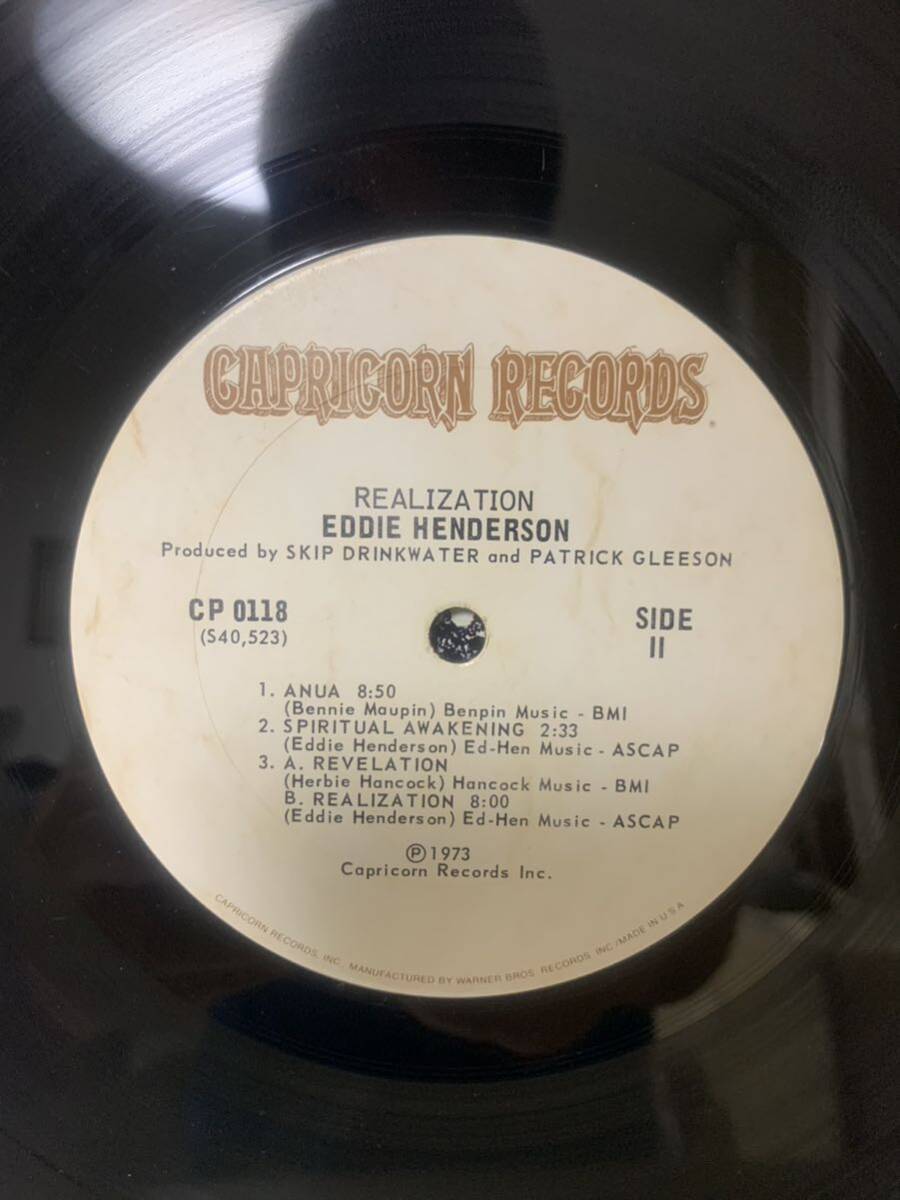 CAPRICORN RECORDS
REALIZATION
EDDIE HENDERSON
Produced by SKIP DRINKWATER and PATRICK GLEESON
CP 0118
(S40,523)
SIDE
II
1. ANUA 8:50
(Bennie Maupin) Benpin Music - BMI
2. SPIRITUAL AWAKENING 2:33
(Eddie Henderson) Ed-Hen Music - ASCAP
3. A. REVELATION
(Herbie Hancock) Hancock Music - BMI
B. REALIZATION 8:00
(Eddie Henderson) Ed-Hen Music - ASCAP
Ⓟ1973
Capricorn Records Inc.
CAPRICORN RECORDS, INC. MANUFACTURED BY WARNER BROS. RECORDS INC./MADE IN U S A